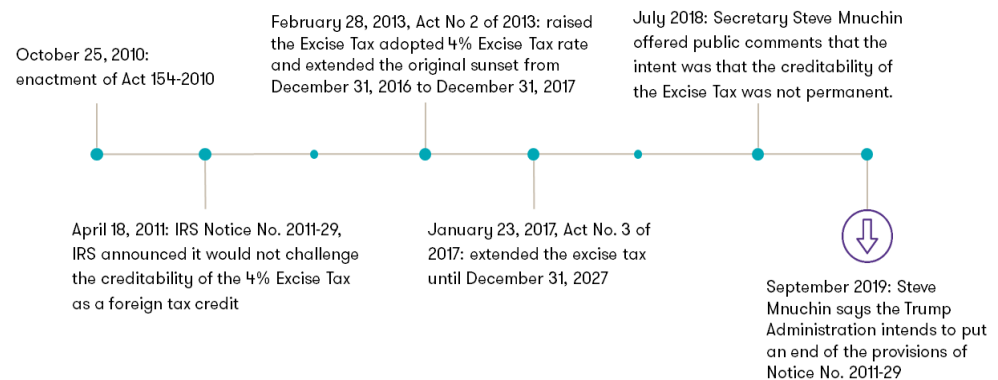 October 25, 2010:
enactment of Act 154-2010
February 28, 2013, Act No 2 of 2013: raised
the Excise Tax adopted 4% Excise Tax rate
and extended the original sunset from
December 31, 2016 to December 31, 2017
July 2018: Secretary Steve Mnuchin
offered public comments that the
intent was that the creditability of
the Excise Tax was not permanent.
April 18, 2011: IRS Notice No. 2011-29,
IRS announced it would not challenge
the creditability of the 4% Excise Tax
as a foreign tax credit
January 23, 2017, Act No. 3 of
2017: extended the excise tax
until December 31, 2027
September 2019: Steve
Mnuchin says the Trump
Administration intends to put
an end of the provisions of
Notice No. 2011-29